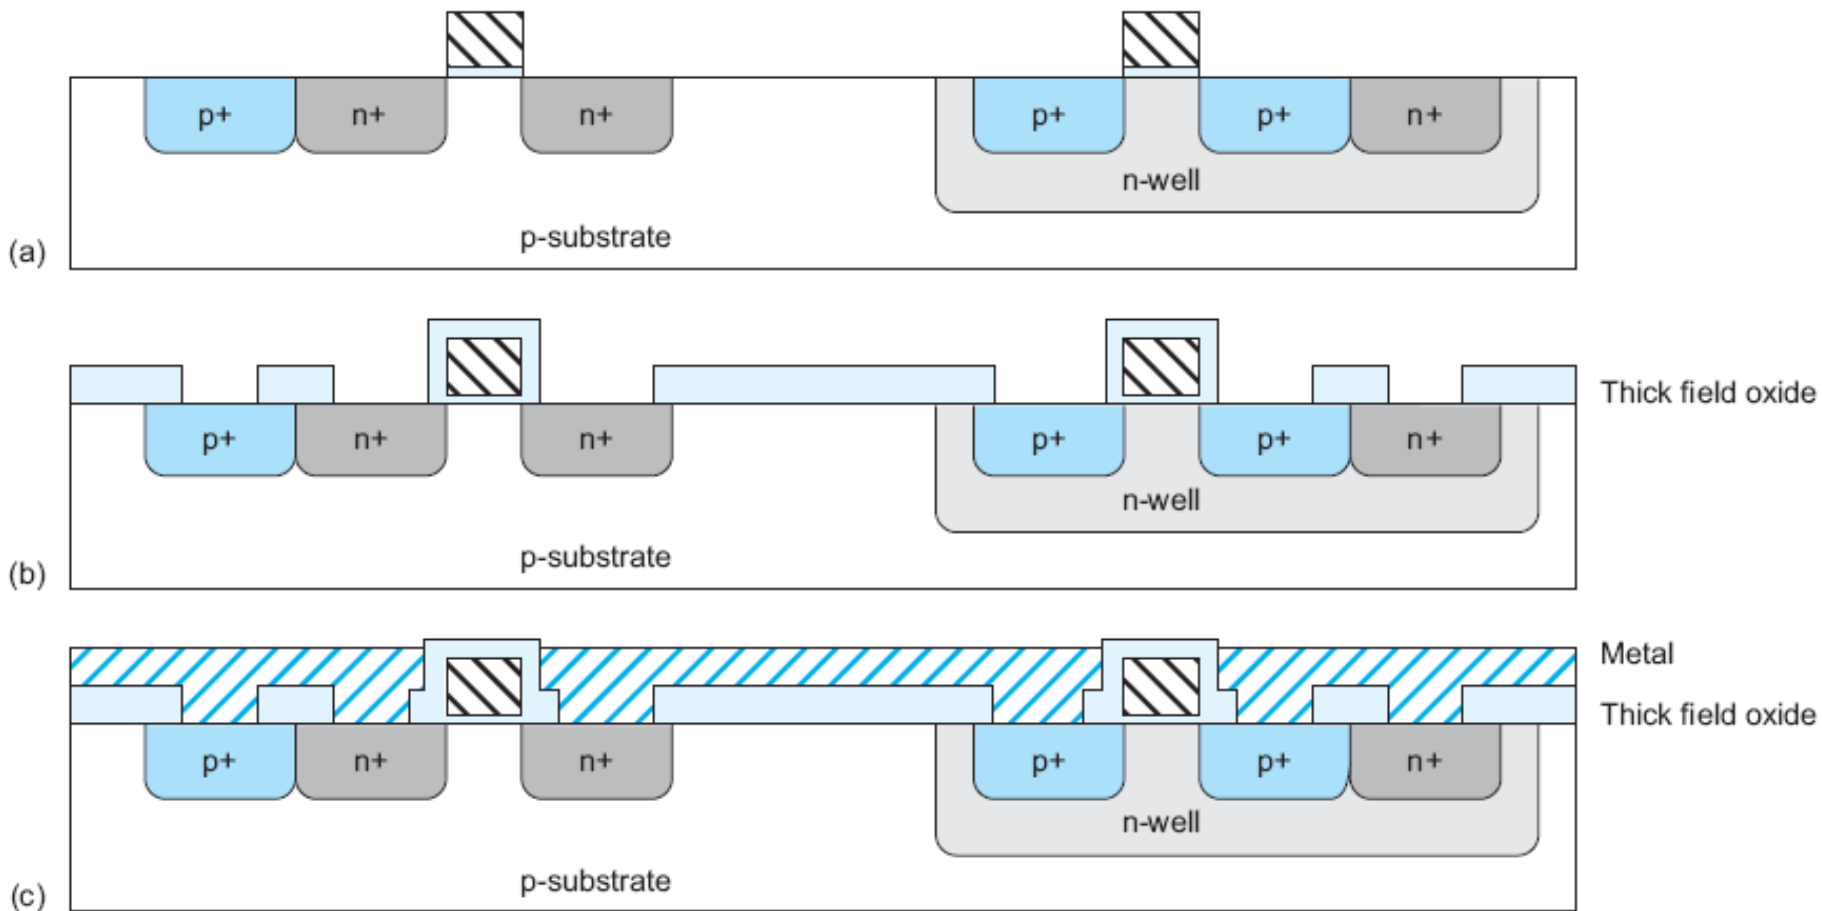 p+
n+
n+
p+
p+
n+
n-well
p-substrate
(a)
Thick field oxide
p+
n+
n+
p+
p+
n+
n-well
p-substrate
(b)
Metal
Thick field oxide
p+
n+
n+
p+
p+
n+
n-well
p-substrate
(c)